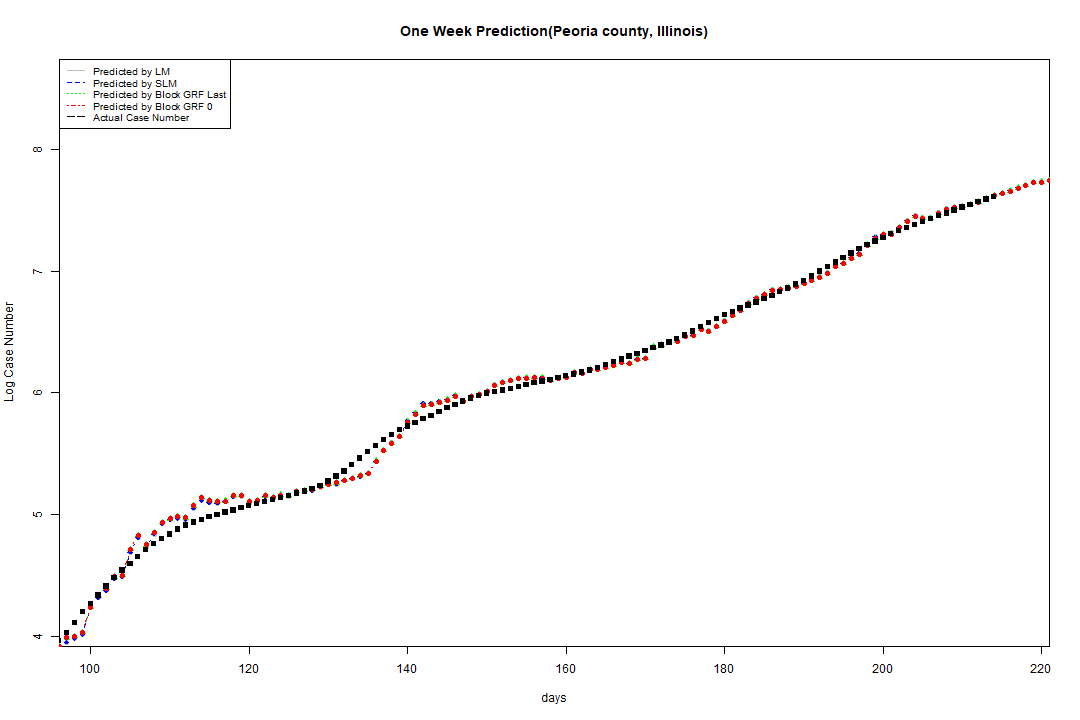 One Week Prediction(Peoria county, Illinois)
Predicted by LM
Predicted by SLM
Predicted by Block GRF Last
Predicted by Block GRF 0
Actual Case Number
8
7
6
5
4
Log Case Number
100 120 140 160 180 200 220
days